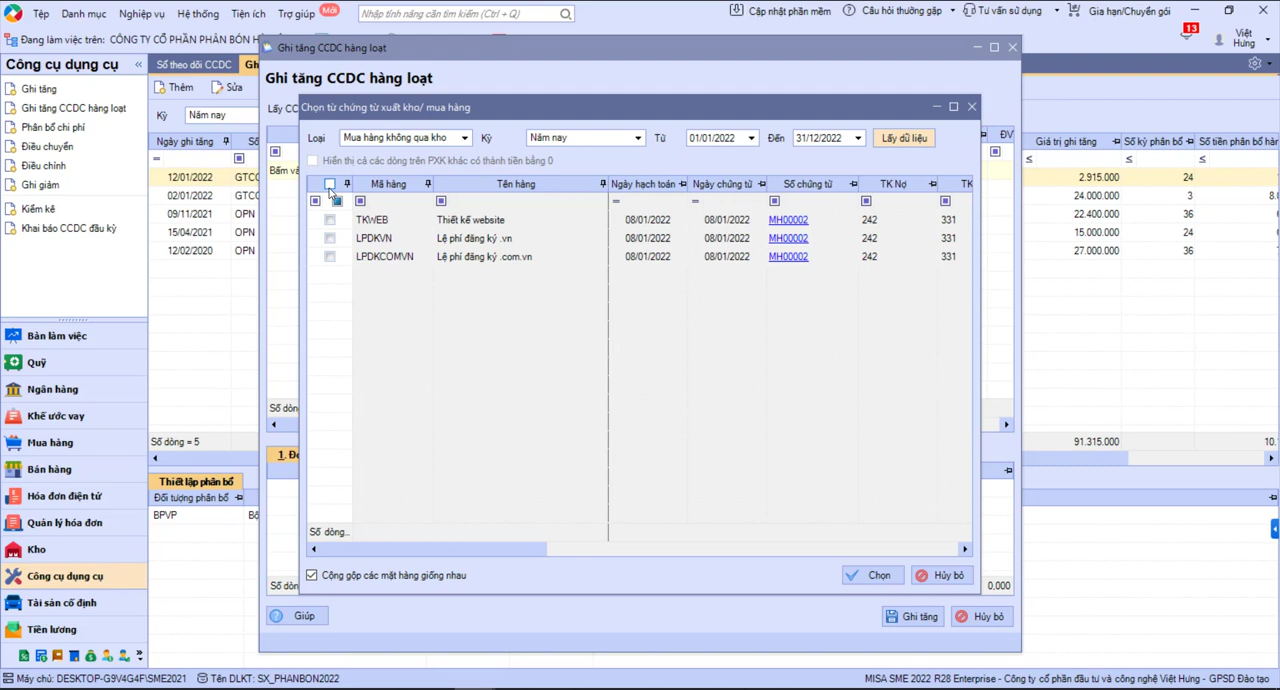 Tệp Danh mục Nghiệp vụ Hệ thống Tiện ích Trợ giúp Mới
Nhập tính năng cần tìm kiếm (Ctrl + Q)
Cập nhật phần mềm Câu hỏi thường gặp Tư vấn sử dụng Gia hạn/Chuyển gói
Đang làm việc trên: CÔNG TY CỔ PHẦN PHÂN BÓN H
13
Việt Hưng
Công cụ dụng cụ «
Sổ theo dõi CCDC Gh
Ghi tăng
Ghi tăng CCDC hàng loạt
Phân bổ chi phí
Điều chuyển
Điều chỉnh
Ghi giảm
Kiểm kê
Khai báo CCDC đầu kỳ
Bàn làm việc
Quỹ
Ngân hàng
Khế ước vay
Mua hàng
Bán hàng
Hóa đơn điện tử
Quản lý hóa đơn
Kho
Công cụ dụng cụ
Tài sản cố định
Tiền lương
Thêm Sửa
Kỳ Năm nay
Ngày ghi tăng Số
=
12/01/2022 GTCC
02/01/2022 GTCC
09/11/2021 OPN
15/04/2021 OPN
12/02/2020 OPN
Số dòng = 5
Thiết lập phân bổ
Đối tượng phân bổ
BPVP Bộ
Ghi tăng CCDC hàng loạt
Ghi tăng CCDC hàng loạt
Lấy CC
Bấm và
Số dòn
1. Đố
Số dòn
ĐV
0,000
Giúp Ghi tăng Hủy bỏ
Chọn từ chứng từ xuất kho/ mua hàng
Loại Mua hàng không qua kho Kỳ Năm nay Từ 01/01/2022 Đến 31/12/2022 Lấy dữ liệu
Hiển thị cả các dòng trên PXK khác có thành tiền bằng 0
Mã hàng Tên hàng Ngày hạch toán Ngày chứng từ Số chứng từ TK Nợ TK
= =
TKWEB Thiết kế website 08/01/2022 08/01/2022 MH00002 242 331
LPDKVN Lệ phí đăng ký .vn 08/01/2022 08/01/2022 MH00002 242 331
LPDKCOMVN Lệ phí đăng ký .com.vn 08/01/2022 08/01/2022 MH00002 242 331
Số dòng...
Cộng gộp các mặt hàng giống nhau
Chọn Hủy bỏ
Giá trị ghi tăng Số kỳ phân bổ Số tiền phân bổ hàn
≤ ≤ ≤
2.915.000 24
24.000.000 3 8.0
22.400.000 36
15.000.000 24
27.000.000 36
91.315.000 10.
Máy chủ: DESKTOP-G9V4G4F\SME2021 Tên DLKT: SX_PHANBON2022
MISA SME 2022 R28 Enterprise - Công ty cổ phần đầu tư và công nghệ Việt Hưng - GPSD Đào tạo